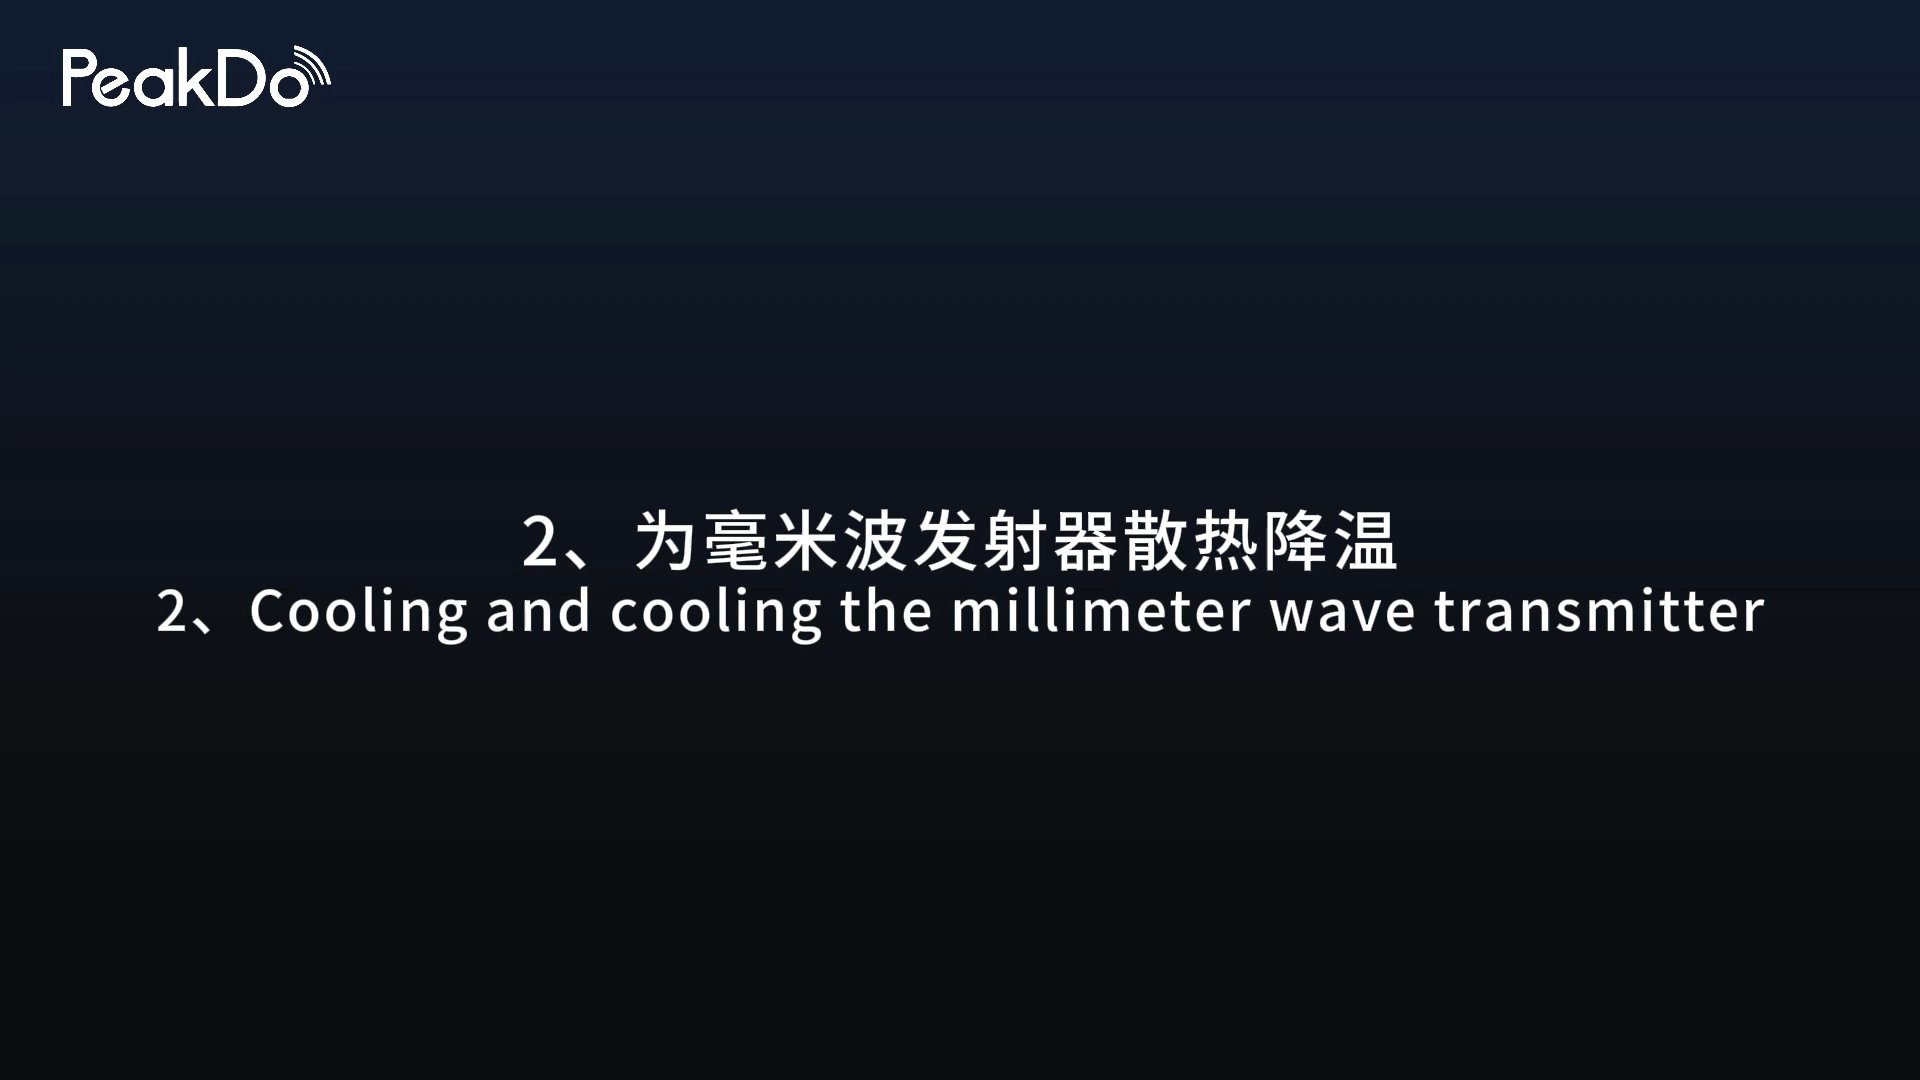 PeakDo
2、为毫米波发射器散热降温
2、Cooling and cooling the millimeter wave transmitter